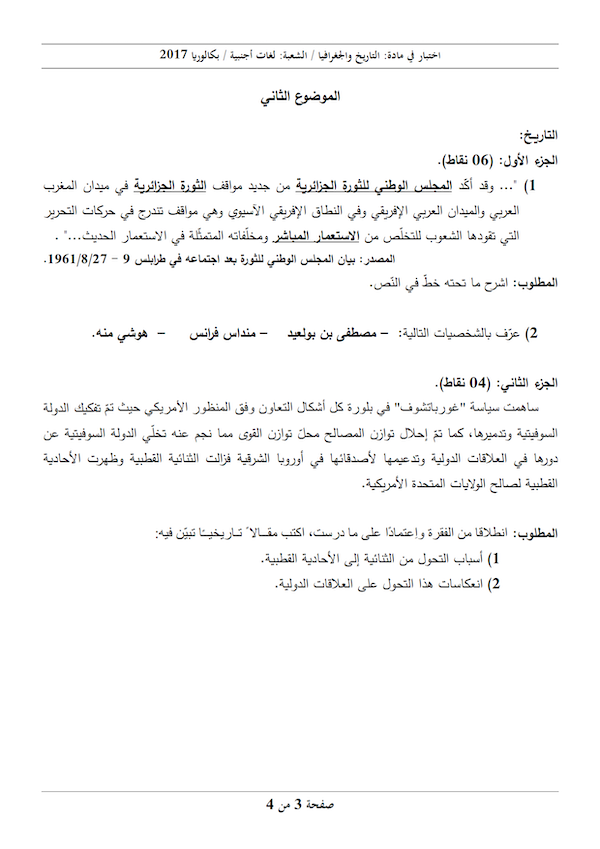 اختبار في مادة: التاريخ والجغرافيا / الشعبة: لغات أجنبية / بكالوريا 2017
الموضوع الثاني
التاريخ:
الجزء الأول: (06 نقاط).
1) "... وقد أكّد المجلس الوطني للثورة الجزائرية من جديد مواقف الثورة الجزائرية في ميدان المغرب
العربي والميدان العربي الإفريقي وفي النطاق الإفريقي الآسيوي وهي مواقف تندرج في حركات التحرير
التي تقودها الشعوب للتخلّص من الاستعمار المباشر ومخلّفاته المتمثّلة في الاستعمار الحديث..." .
المصدر: بيان المجلس الوطني للثورة بعد اجتماعه في طرابلس 9 - 1961/8/27.
المطلوب: اشرح ما تحته خطّ في النّص.
2) عرّف بالشخصيات التالية: – مصطفى بن بولعيد – منداس فرانس – هوشي منه.
الجزء الثاني: (04 نقاط).
ساهمت سياسة "غورباتشوف" في بلورة كل أشكال التعاون وفق المنظور الأمريكي حيث تمّ تفكيك الدولة
السوفيتية وتدميرها، كما تمّ إحلال توازن المصالح محلّ توازن القوى مما نجم عنه تخلّي الدولة السوفيتية عن
دورها في العلاقات الدولية وتدعيمها لأصدقائها في أوروبا الشرقية فزالت الثنائية القطبية وظهرت الأحادية
القطبية لصالح الولايات المتحدة الأمريكية.
المطلوب: انطلاقا من الفقرة واعتمادًا على ما درست، اكتب مقـالاً تـاريخيـًا تبيّن فيه:
1) أسباب التحول من الثنائية إلى الأحادية القطبية.
2) انعكاسات هذا التحول على العلاقات الدولية.
صفحة 3 من 4